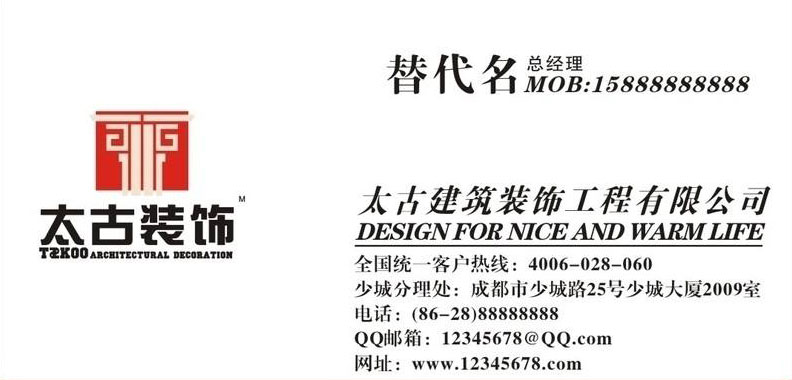 替代名 总经理
MOB:15888888888
M
太古装饰
TZKOO ARCHITECTURAL DECORATION
太古建筑装饰工程有限公司
DESIGN FOR NICE AND WARM LIFE
全国统一客户热线：4006-028-060
少城分理处：成都市少城路25号少城大厦2009室
电话：(86-28)88888888
QQ邮箱：12345678@QQ.com
网址：www.12345678.com